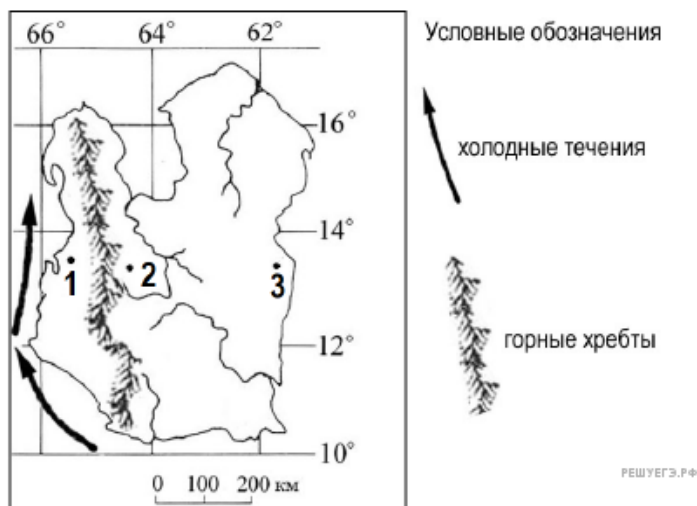 66° 64° 62°
Условные обозначения
16°
холодные течения
14°
1 2 3
12°
горные хребты
10°
0 100 200 км
РЕШУЕГЭ.РФ